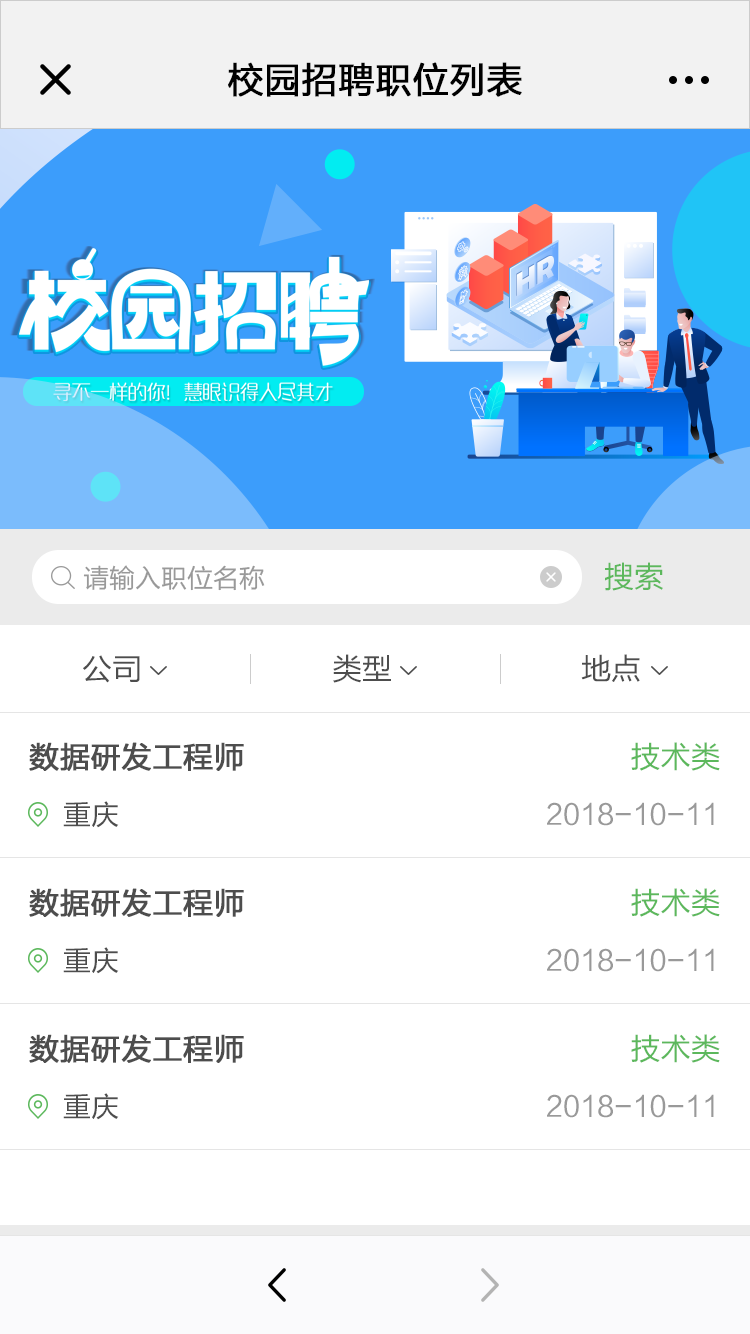 校园招聘职位列表
校园招聘
HR
寻不一样的你! 慧眼识得人尽其才
请输入职位名称 搜索
公司 类型 地点
数据研发工程师 技术类
重庆 2018-10-11
数据研发工程师 技术类
重庆 2018-10-11
数据研发工程师 技术类
重庆 2018-10-11